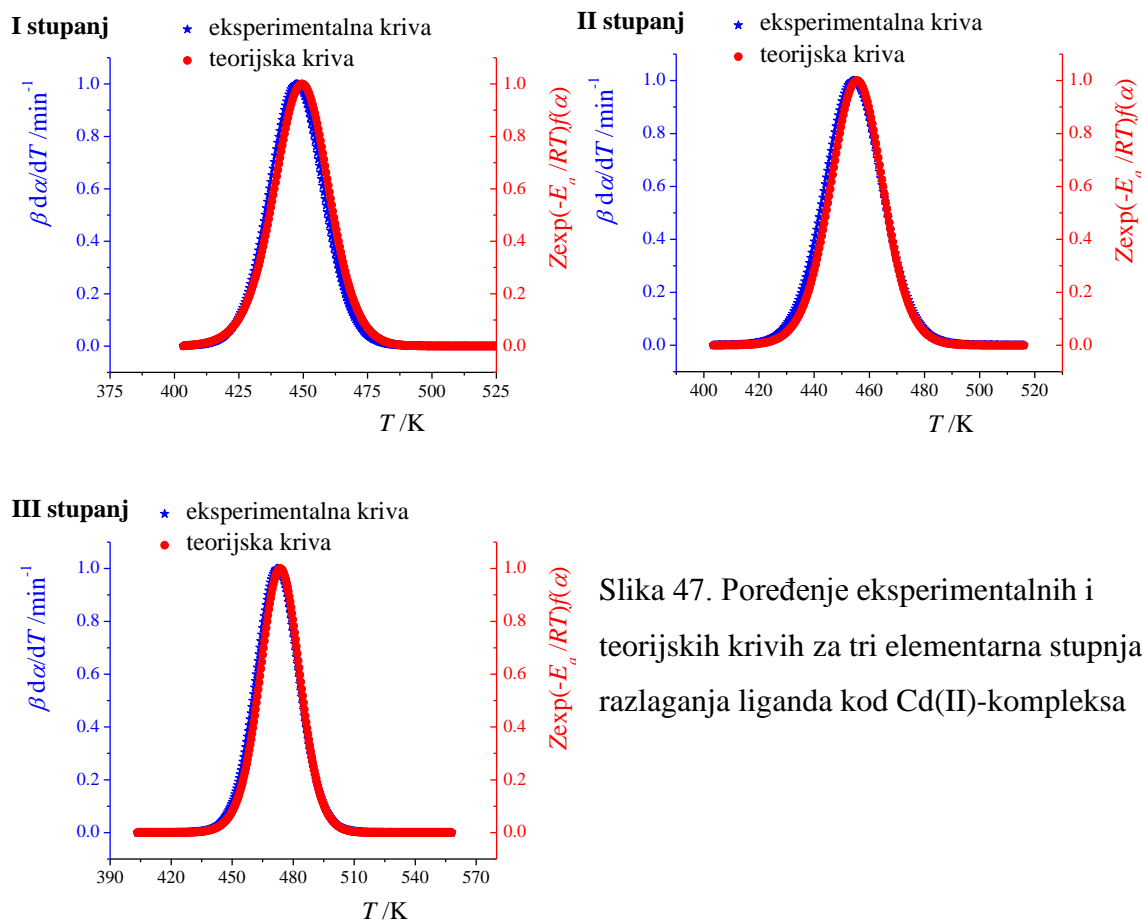 I stupanj
eksperimentalna kriva
teorijska kriva
β dα/dT /min⁻¹
1.0
0.8
0.6
0.4
0.2
0.0
Zexp(-Eₐ /RT)f(α)
1.0
0.8
0.6
0.4
0.2
0.0
375 400 425 450 475 500 525
T /K
II stupanj
eksperimentalna kriva
teorijska kriva
β dα/dT /min⁻¹
1.0
0.8
0.6
0.4
0.2
0.0
Zexp(-Eₐ /RT)f(α)
1.0
0.8
0.6
0.4
0.2
0.0
400 420 440 460 480 500 520
T /K
III stupanj
eksperimentalna kriva
teorijska kriva
β dα/dT /min⁻¹
1.0
0.8
0.6
0.4
0.2
0.0
Zexp(-Eₐ /RT)f(α)
1.0
0.8
0.6
0.4
0.2
0.0
390 420 450 480 510 540 570
T /K
Slika 47. Poređenje eksperimentalnih i
teorijskih krivih za tri elementarna stupnja
razlaganja liganda kod Cd(II)-kompleksa